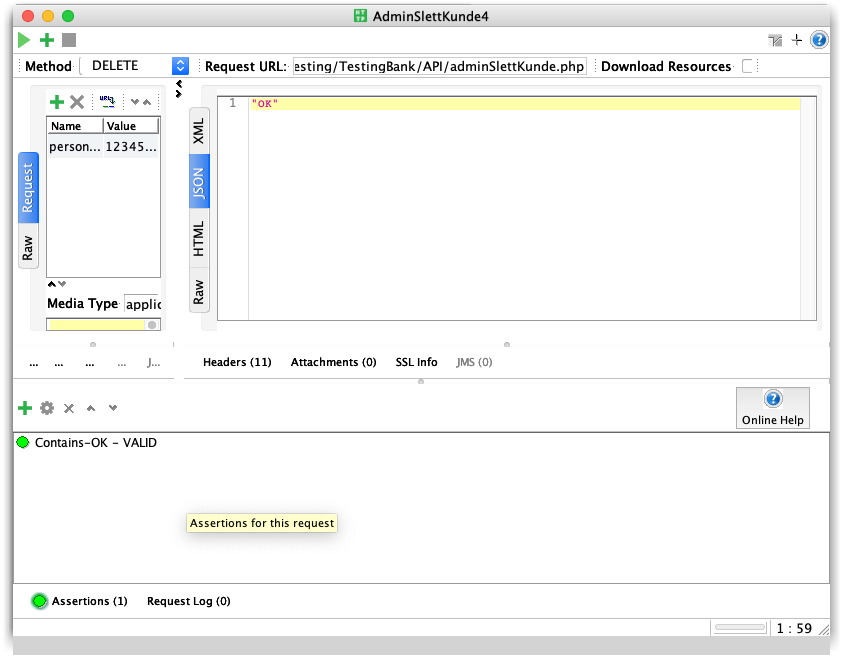 AdminSlettKunde4
Method DELETE Request URL: esting/TestingBank/API/adminSlettKunde.php Download Resources
Name Value
person... 12345...
Request
Raw
Media Type applic
XML
JSON
HTML
Raw
1 "OK"
... ... ... ... J...
Headers (11) Attachments (0) SSL Info JMS (0)
Online Help
Contains-OK - VALID
Assertions for this request
Assertions (1) Request Log (0)
1 : 59